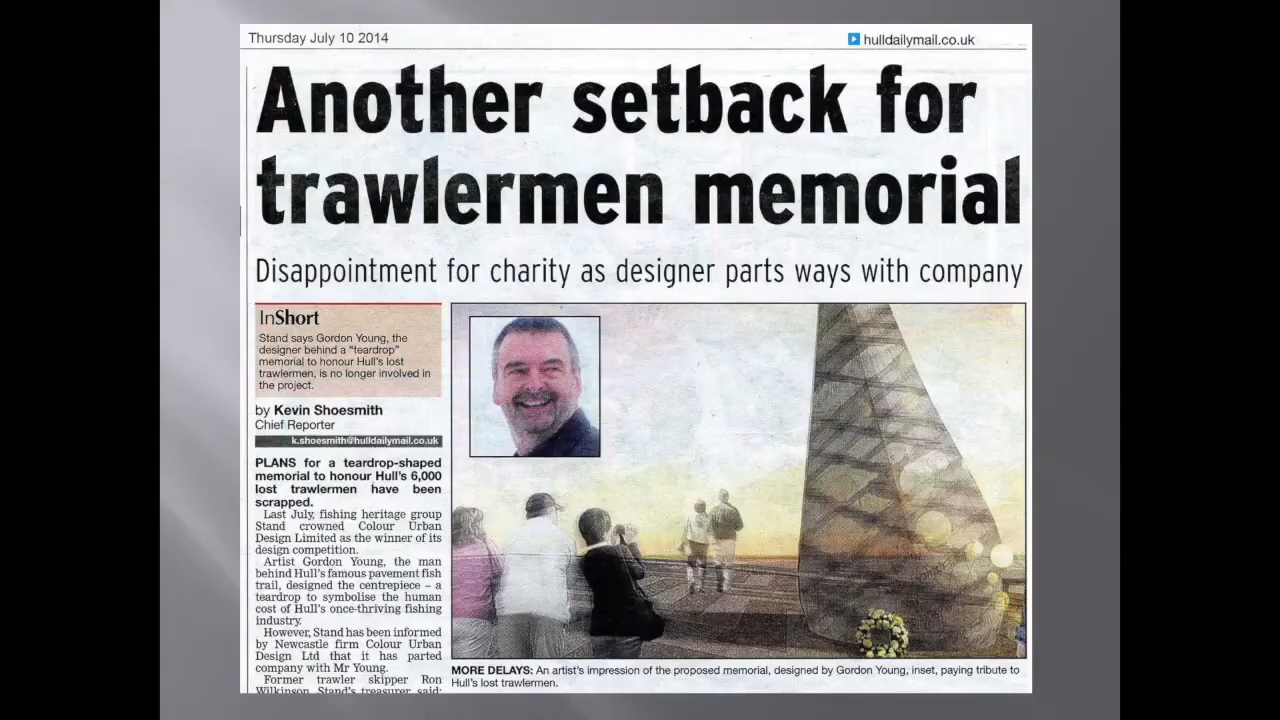 Thursday July 10 2014
hulldailymail.co.uk
Another setback for
trawlermen memorial
Disappointment for charity as designer parts ways with company
InShort
Stand says Gordon Young, the
designer behind a "teardrop"
memorial to honour Hull's lost
trawlermen, is no longer involved in
the project.
by Kevin Shoesmith
Chief Reporter
k.shoesmith@hulldailymail.co.uk
PLANS for a teardrop-shaped
memorial to honour Hull's 6,000
lost trawlermen have been
scrapped.
Last July, fishing heritage group
Stand crowned Colour Urban
Design Limited as the winner of its
design competition.
Artist Gordon Young, the man
behind Hull's famous pavement fish
trail, designed the centrepiece – a
teardrop to symbolise the human
cost of Hull's once-thriving fishing
industry.
However, Stand has been informed
by Newcastle firm Colour Urban
Design Ltd that it has parted
company with Mr Young.
Former trawler skipper Ron
Wilkinson, Stand's treasurer, said:
MORE DELAYS: An artist's impression of the proposed memorial, designed by Gordon Young, inset, paying tribute to
Hull's lost trawlermen.